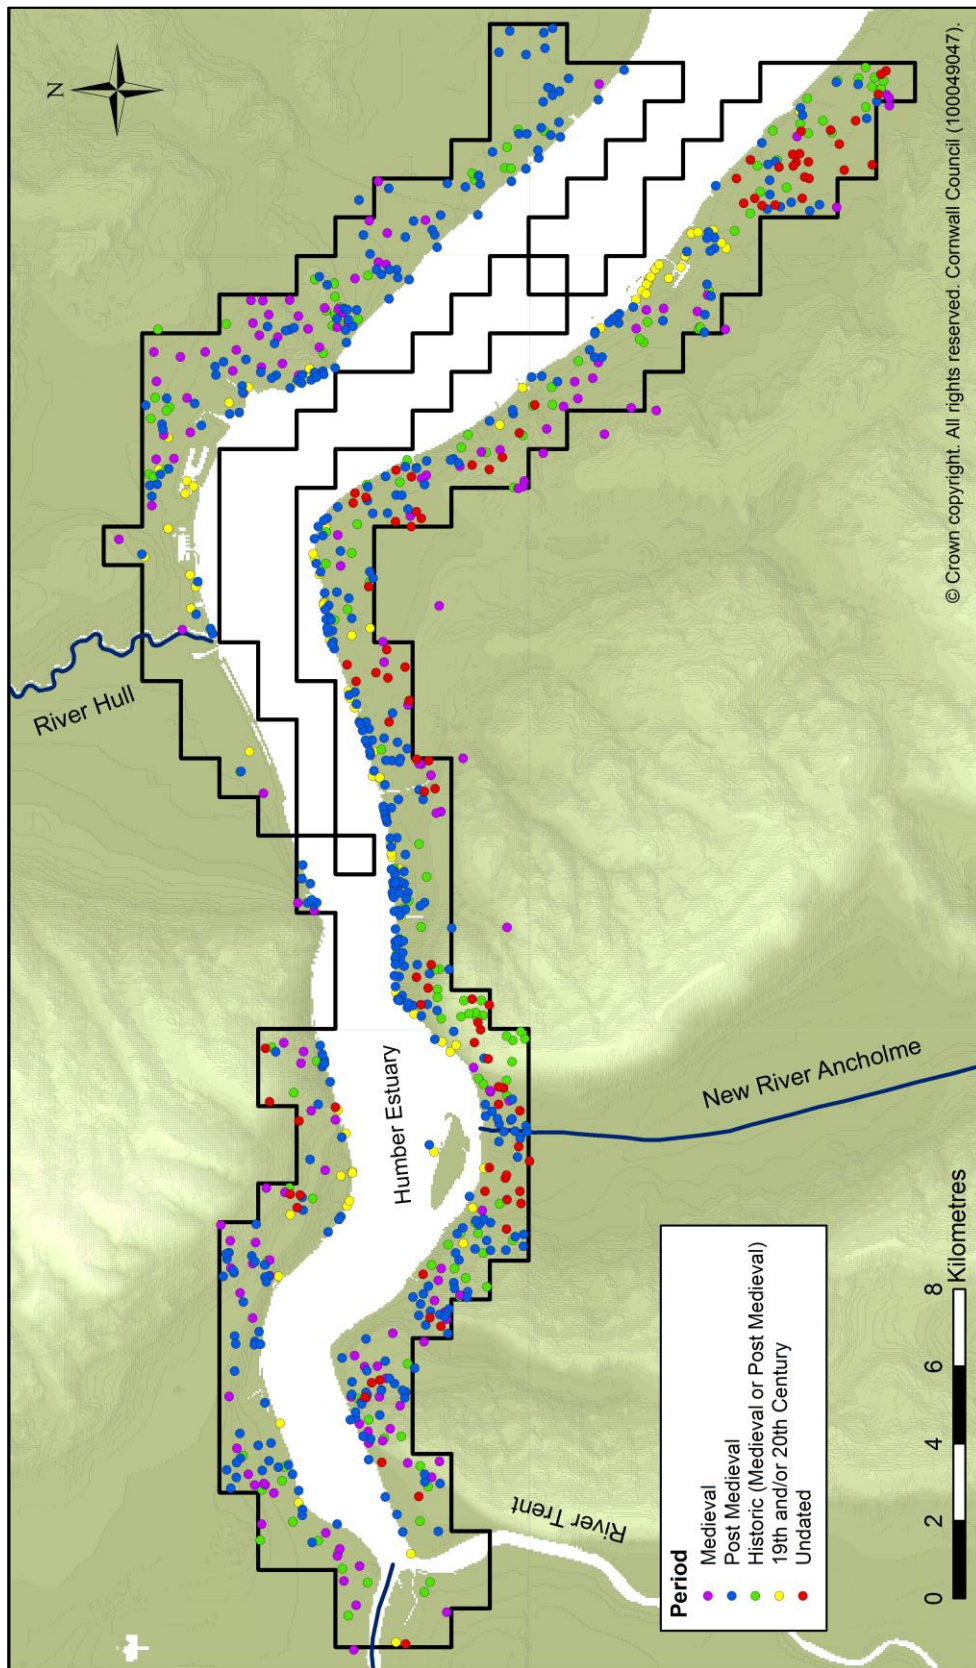 N
River Hull
Humber Estuary
New River Ancholme
River Trent
Period
Medieval
Post Medieval
Historic (Medieval or Post Medieval)
19th and/or 20th Century
Undated
0 2 4 6 8
Kilometres
© Crown copyright. All rights reserved. Cornwall Council (100049047).